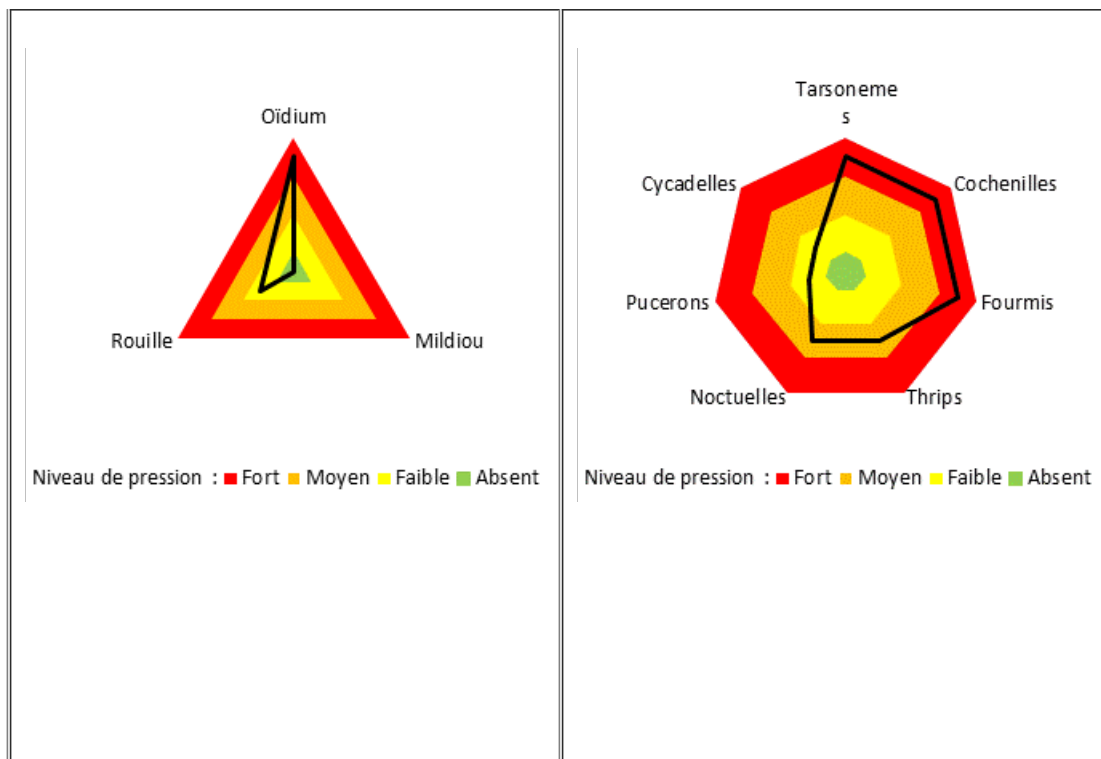 Oïdium
Rouille
Mildiou
Niveau de pression : Fort Moyen Faible Absent
Tarsoneme
s
Cycadelles
Cochenilles
Pucerons
Fourmis
Noctuelles
Thrips
Niveau de pression : Fort Moyen Faible Absent